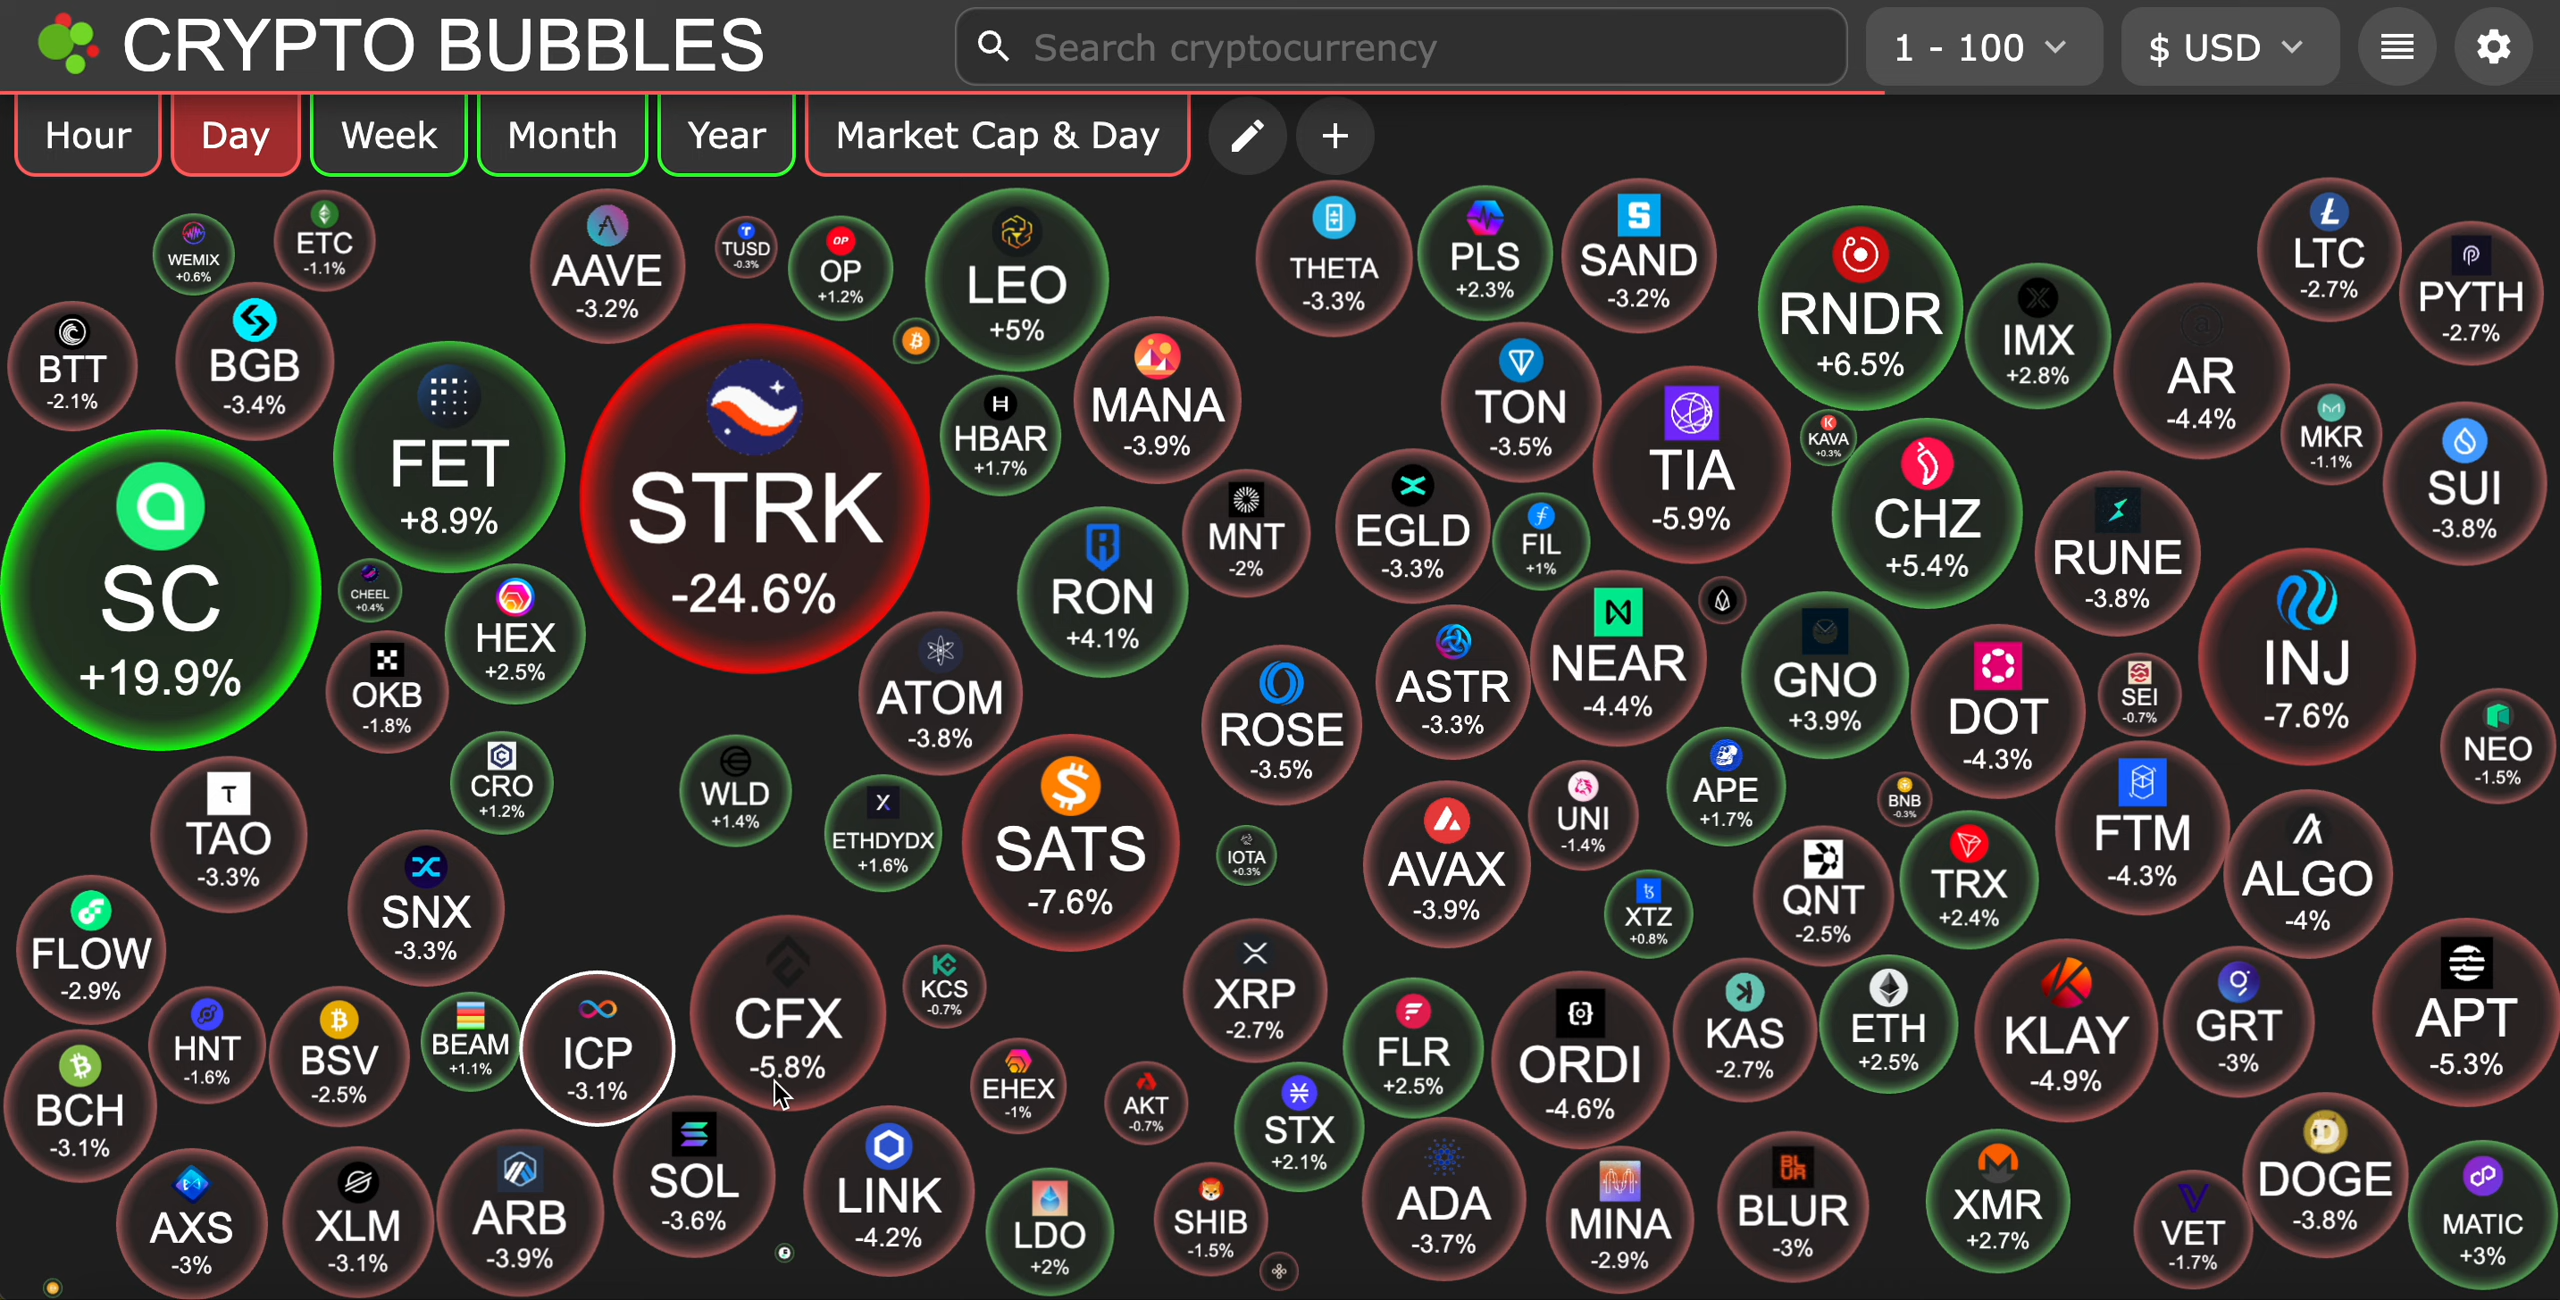 CRYPTO BUBBLES
Search cryptocurrency
1 - 100
$ USD
Hour
Day
Week
Month
Year
Market Cap & Day
WEMIX
+0.6%
ETC
-1.1%
AAVE
-3.2%
TUSD
-0.3%
OP
OP
+1.2%
LEO
+5%
THETA
-3.3%
PLS
+2.3%
S
SAND
-3.2%
RNDR
+6.5%
IMX
+2.8%
LTC
-2.7%
PYTH
-2.7%
BTT
-2.1%
BGB
-3.4%
FET
+8.9%
STRK
-24.6%
HBAR
+1.7%
MANA
-3.9%
TON
-3.5%
TIA
-5.9%
KAVA
+0.3%
CHZ
+5.4%
AR
-4.4%
MKR
-1.1%
SUI
-3.8%
SC
+19.9%
CHEEL
+0.4%
HEX
+2.5%
RON
+4.1%
MNT
-2%
EGLD
-3.3%
FIL
+1%
RUNE
-3.8%
INJ
-7.6%
OKB
-1.8%
ATOM
-3.8%
ROSE
-3.5%
ASTR
-3.3%
NEAR
-4.4%
GNO
+3.9%
DOT
-4.3%
SEI
-0.7%
NEO
-1.5%
TAO
-3.3%
CRO
+1.2%
WLD
+1.4%
ETHDYDX
+1.6%
SATS
-7.6%
IOTA
+0.3%
AVAX
-3.9%
UNI
-1.4%
APE
+1.7%
BNB
-0.3%
FTM
-4.3%
ALGO
-4%
FLOW
-2.9%
SNX
-3.3%
XTZ
+0.8%
QNT
-2.5%
TRX
+2.4%
HNT
-1.6%
BSV
-2.5%
BEAM
+1.1%
ICP
-3.1%
CFX
-5.8%
KCS
-0.7%
XRP
-2.7%
FLR
+2.5%
ORDI
-4.6%
KAS
-2.7%
ETH
+2.5%
KLAY
-4.9%
GRT
-3%
APT
-5.3%
BCH
-3.1%
EHEX
-1%
AKT
-0.7%
STX
+2.1%
AXS
-3%
XLM
-3.1%
ARB
-3.9%
SOL
-3.6%
LINK
-4.2%
LDO
+2%
SHIB
-1.5%
ADA
-3.7%
MINA
-2.9%
BLUR
BLUR
-3%
XMR
+2.7%
VET
-1.7%
DOGE
-3.8%
MATIC
+3%